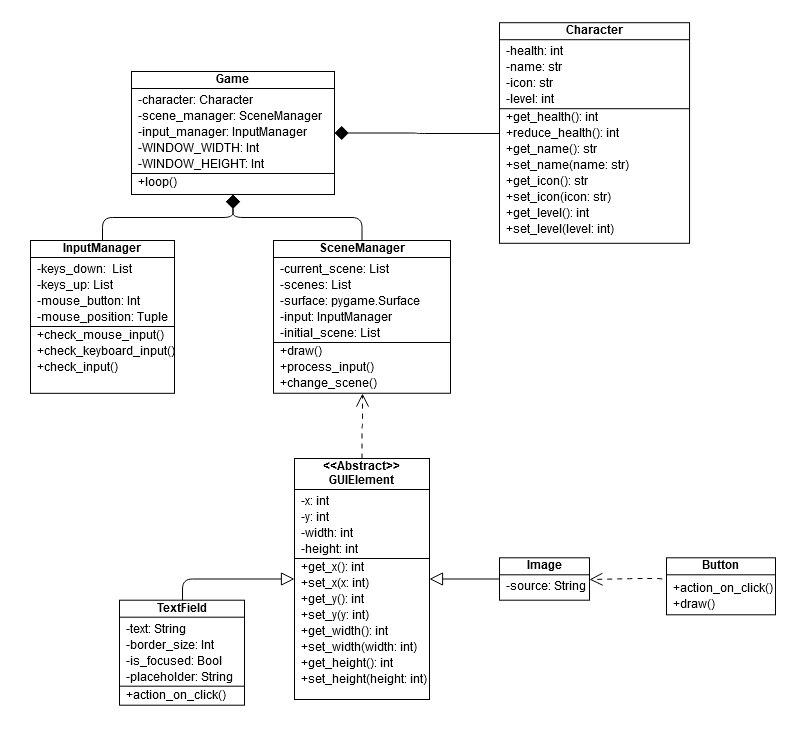 Character
-health: int
-name: str
-icon: str
-level: int
+get_health(): int
+reduce_health(): int
+get_name(): str
+set_name(name: str)
+get_icon(): str
+set_icon(icon: str)
+get_level(): int
+set_level(level: int)
Game
-character: Character
-scene_manager: SceneManager
-input_manager: InputManager
-WINDOW_WIDTH: Int
-WINDOW_HEIGHT: Int
+loop()
InputManager
-keys_down: List
-keys_up: List
-mouse_button: Int
-mouse_position: Tuple
+check_mouse_input()
+check_keyboard_input()
+check_input()
SceneManager
-current_scene: List
-scenes: List
-surface: pygame.Surface
-input: InputManager
-initial_scene: List
+draw()
+process_input()
+change_scene()
<<Abstract>>
GUIElement
-x: int
-y: int
-width: int
-height: int
+get_x(): int
+set_x(x: int)
+get_y(): int
+set_y(y: int)
+get_width(): int
+set_width(width: int)
+get_height(): int
+set_height(height: int)
Image
-source: String
Button
+action_on_click()
+draw()
TextField
-text: String
-border_size: Int
-is_focused: Bool
-placeholder: String
+action_on_click()